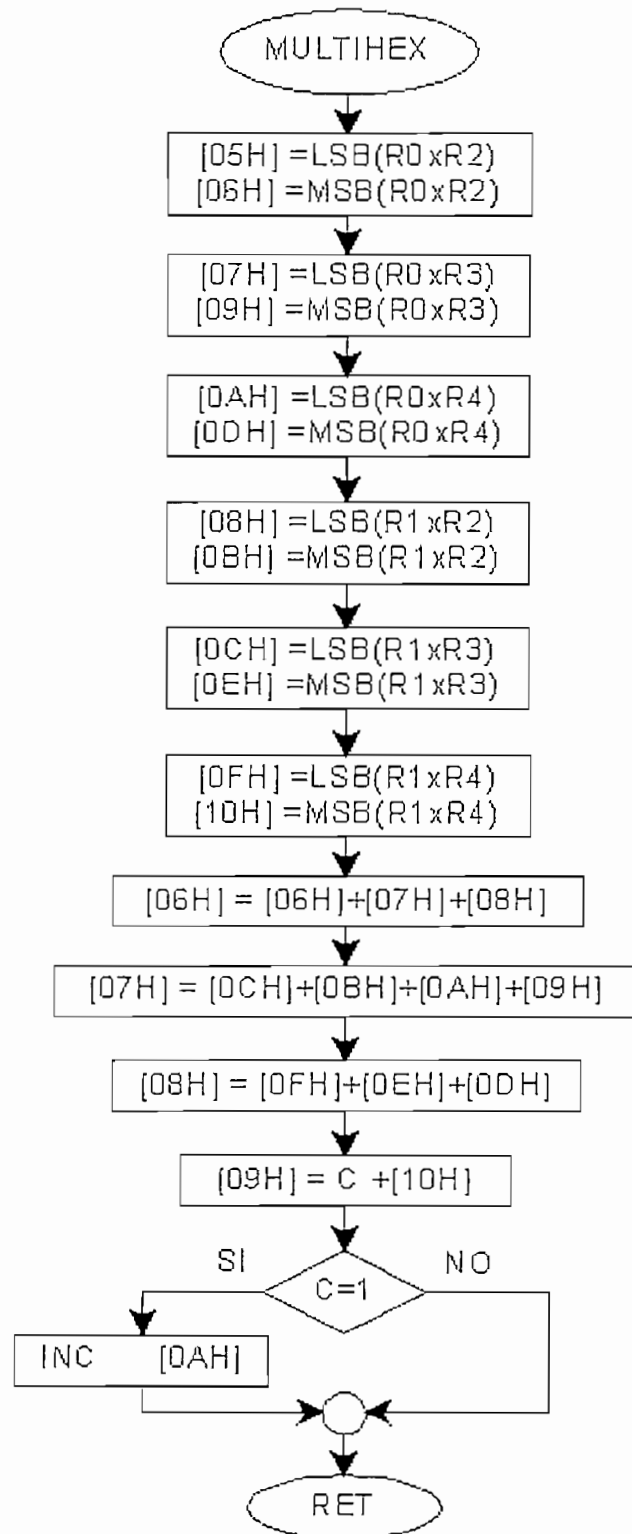 MULTIHEX
[05H] =LSB(R0xR2)
[06H] =MSB(R0xR2)
[07H] =LSB(R0xR3)
[09H] =MSB(R0xR3)
[0AH] =LSB(R0xR4)
[0DH] =MSB(R0xR4)
[08H] =LSB(R1xR2)
[0BH] =MSB(R1xR2)
[0CH] =LSB(R1xR3)
[0EH] =MSB(R1xR3)
[0FH] =LSB(R1xR4)
[10H] =MSB(R1xR4)
[06H] = [06H]+[07H]+[08H]
[07H] = [0CH]+[0BH]+[0AH]+[09H]
[08H] = [0FH]+[0EH]+[0DH]
[09H] = C +[10H]
SI
NO
C=1
INC [0AH]
RET